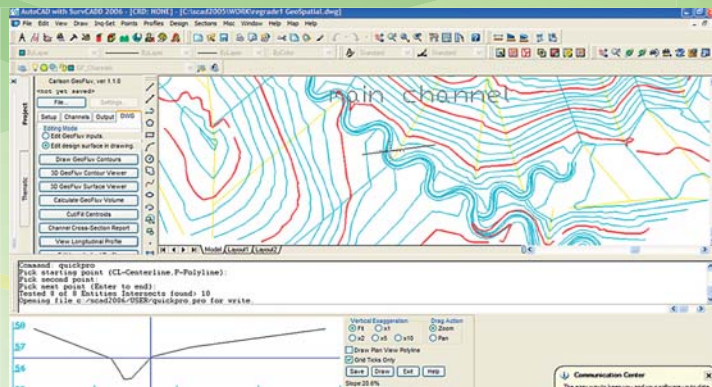 AutoCAD with SurvCADD 2006 - [CRD: HOME] - [C:\scad2005\WORK\regrade1 GeoSpatial.dwg]
File Edit View Draw Inq-Set Points Profiles Design Sections Misc Window Help Map Help
ByLayer ByLayer ByColor Standard Standard
GF_Channels
Carlson GeoFlux, ver. 1.1.0
<not yet saved>
File... Settings...
Setup Channels Output DWG
Editing Mode
Edit GeoFlux inputs.
Edit design surface in drawing.
Draw GeoFlux Contours
3D GeoFlux Contour Viewer
3D GeoFlux Surface Viewer
Calculate GeoFlux Volume
Cut/Fill Centroids
Channel Cross-Section Report
View Longitudinal Profile
Project
Thematic
main channel
Model Layout1 Layout2
Command: quickpro
Pick starting point (CL-Centerline,P-Polyline):
Pick second point:
Pick next point (Enter to end):
Tested 8 of 8 Entities Intersects found: 10
Opening file c:/scad2006/USER/quickpro.pro for write.
58
57
56
Vertical Exaggeration
Fit x1
x2 x5 x10
Drag Action
Zoom
Pan
Draw Plan View Polyline
Grid Ticks Only
Save Draw Exit Help
Slope 20.6%
Communication Center